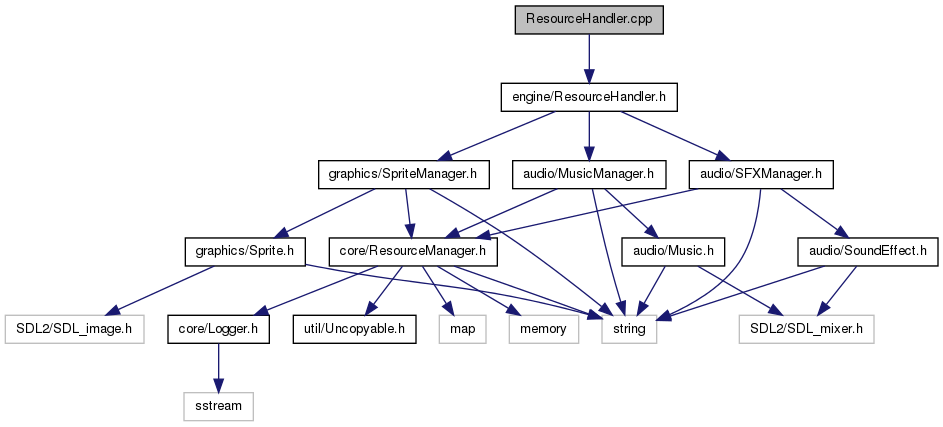 ResourceHandler.cpp
engine/ResourceHandler.h
graphics/SpriteManager.h
audio/MusicManager.h
audio/SFXManager.h
graphics/Sprite.h
core/ResourceManager.h
audio/Music.h
audio/SoundEffect.h
SDL2/SDL_image.h
core/Logger.h
util/Uncopyable.h
map
memory
string
SDL2/SDL_mixer.h
sstream